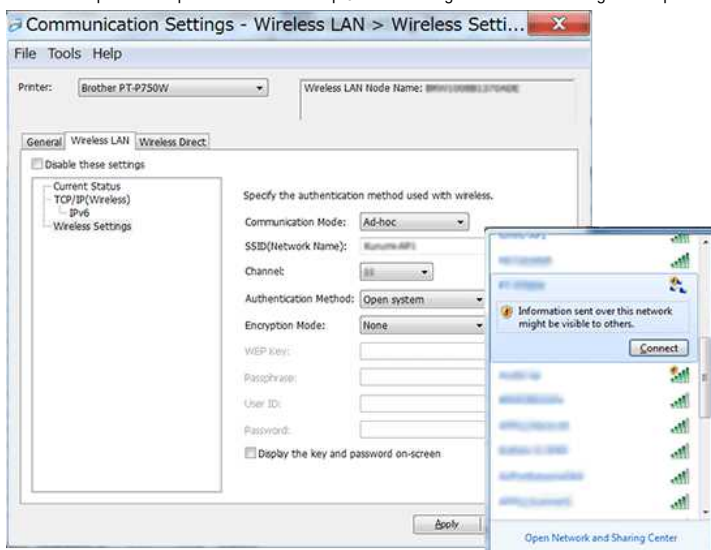 Communication Settings - Wireless LAN > Wireless Setti...
File Tools Help
Printer: Brother PT-P750W
Wireless LAN Node Name:
General Wireless LAN Wireless Direct
Disable these settings
Current Status
TCP/IP(Wireless)
IPv6
Wireless Settings
Specify the authentication method used with wireless.
Communication Mode: Ad-hoc
SSID(Network Name):
Channel:
Authentication Method: Open system
Encryption Mode: None
WEP Key:
Passphrase:
User ID:
Password:
Display the key and password on-screen
Apply
Information sent over this network
might be visible to others.
Connect
Open Network and Sharing Center